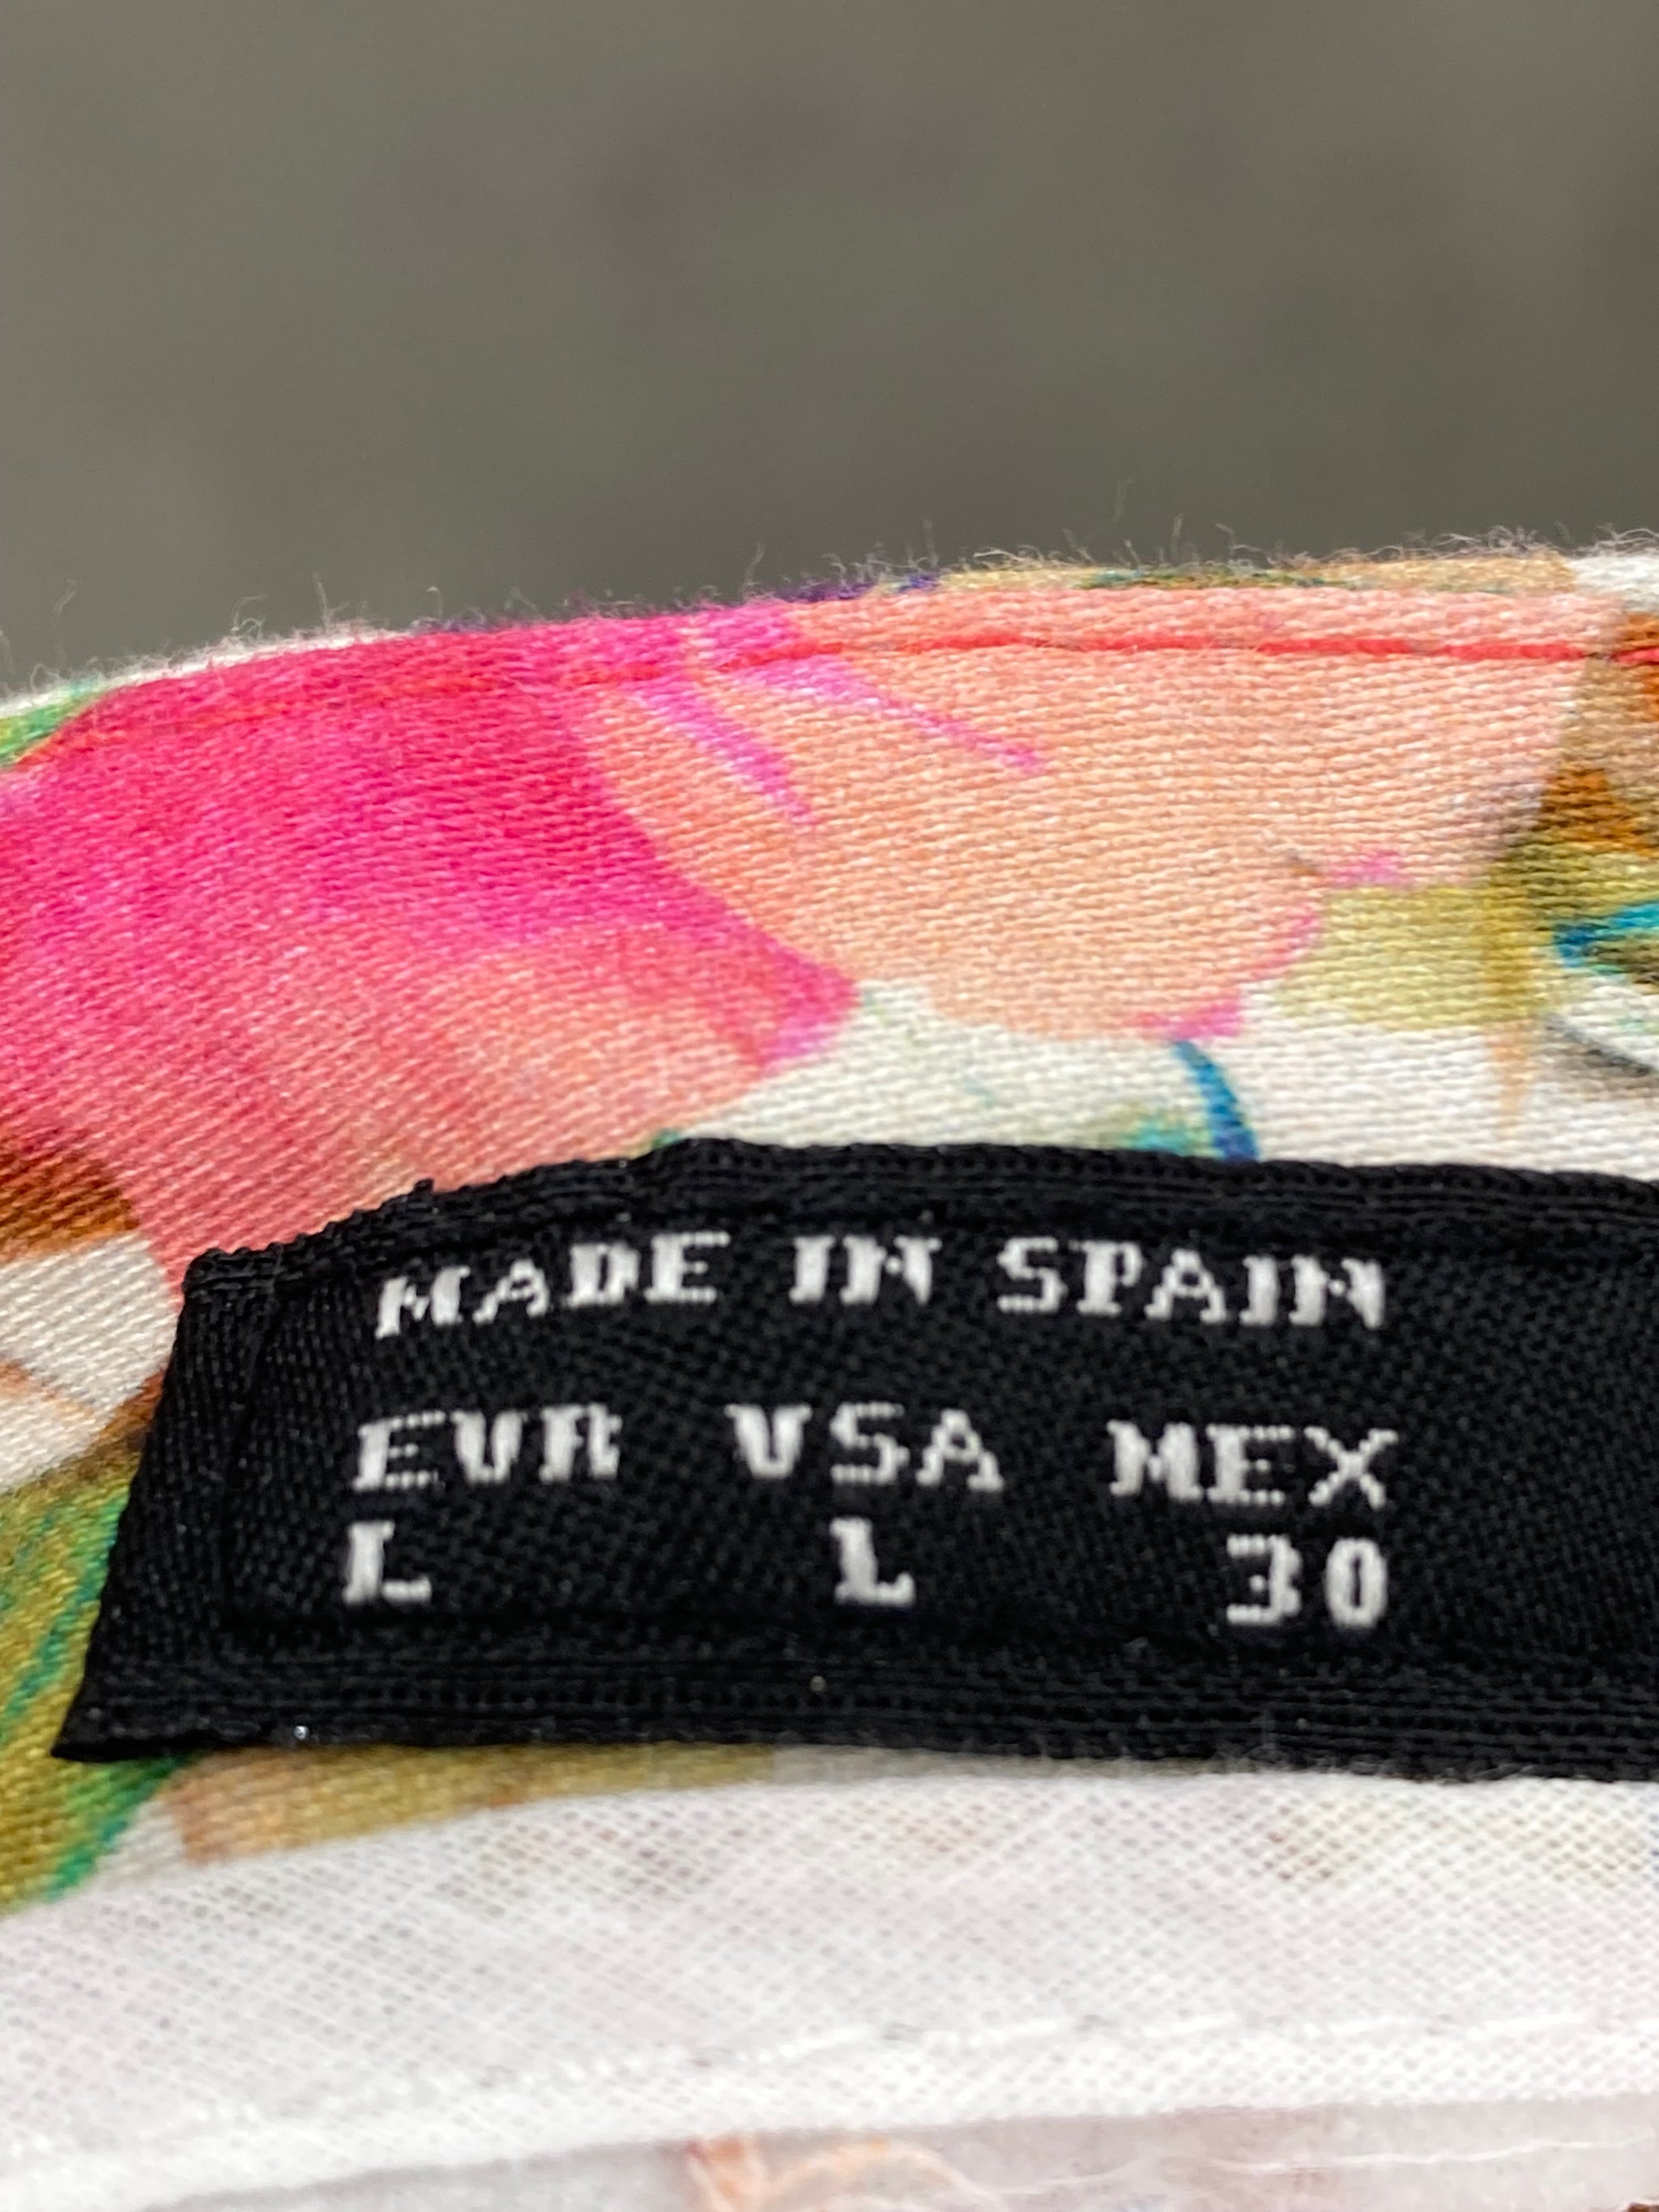 MADE IN SPAIN
EUR USA MEX
L L 30